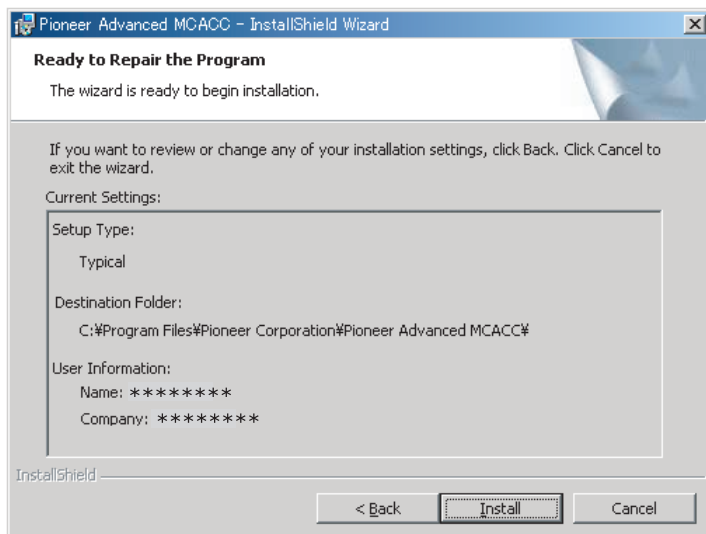 Pioneer Advanced MCACC - InstallShield Wizard
Ready to Repair the Program
The wizard is ready to begin installation.
If you want to review or change any of your installation settings, click Back. Click Cancel to
exit the wizard.
Current Settings:
Setup Type:
Typical
Destination Folder:
C:¥Program Files¥Pioneer Corporation¥Pioneer Advanced MCACC¥
User Information:
Name: ********
Company: ********
InstallShield
< Back
Install
Cancel